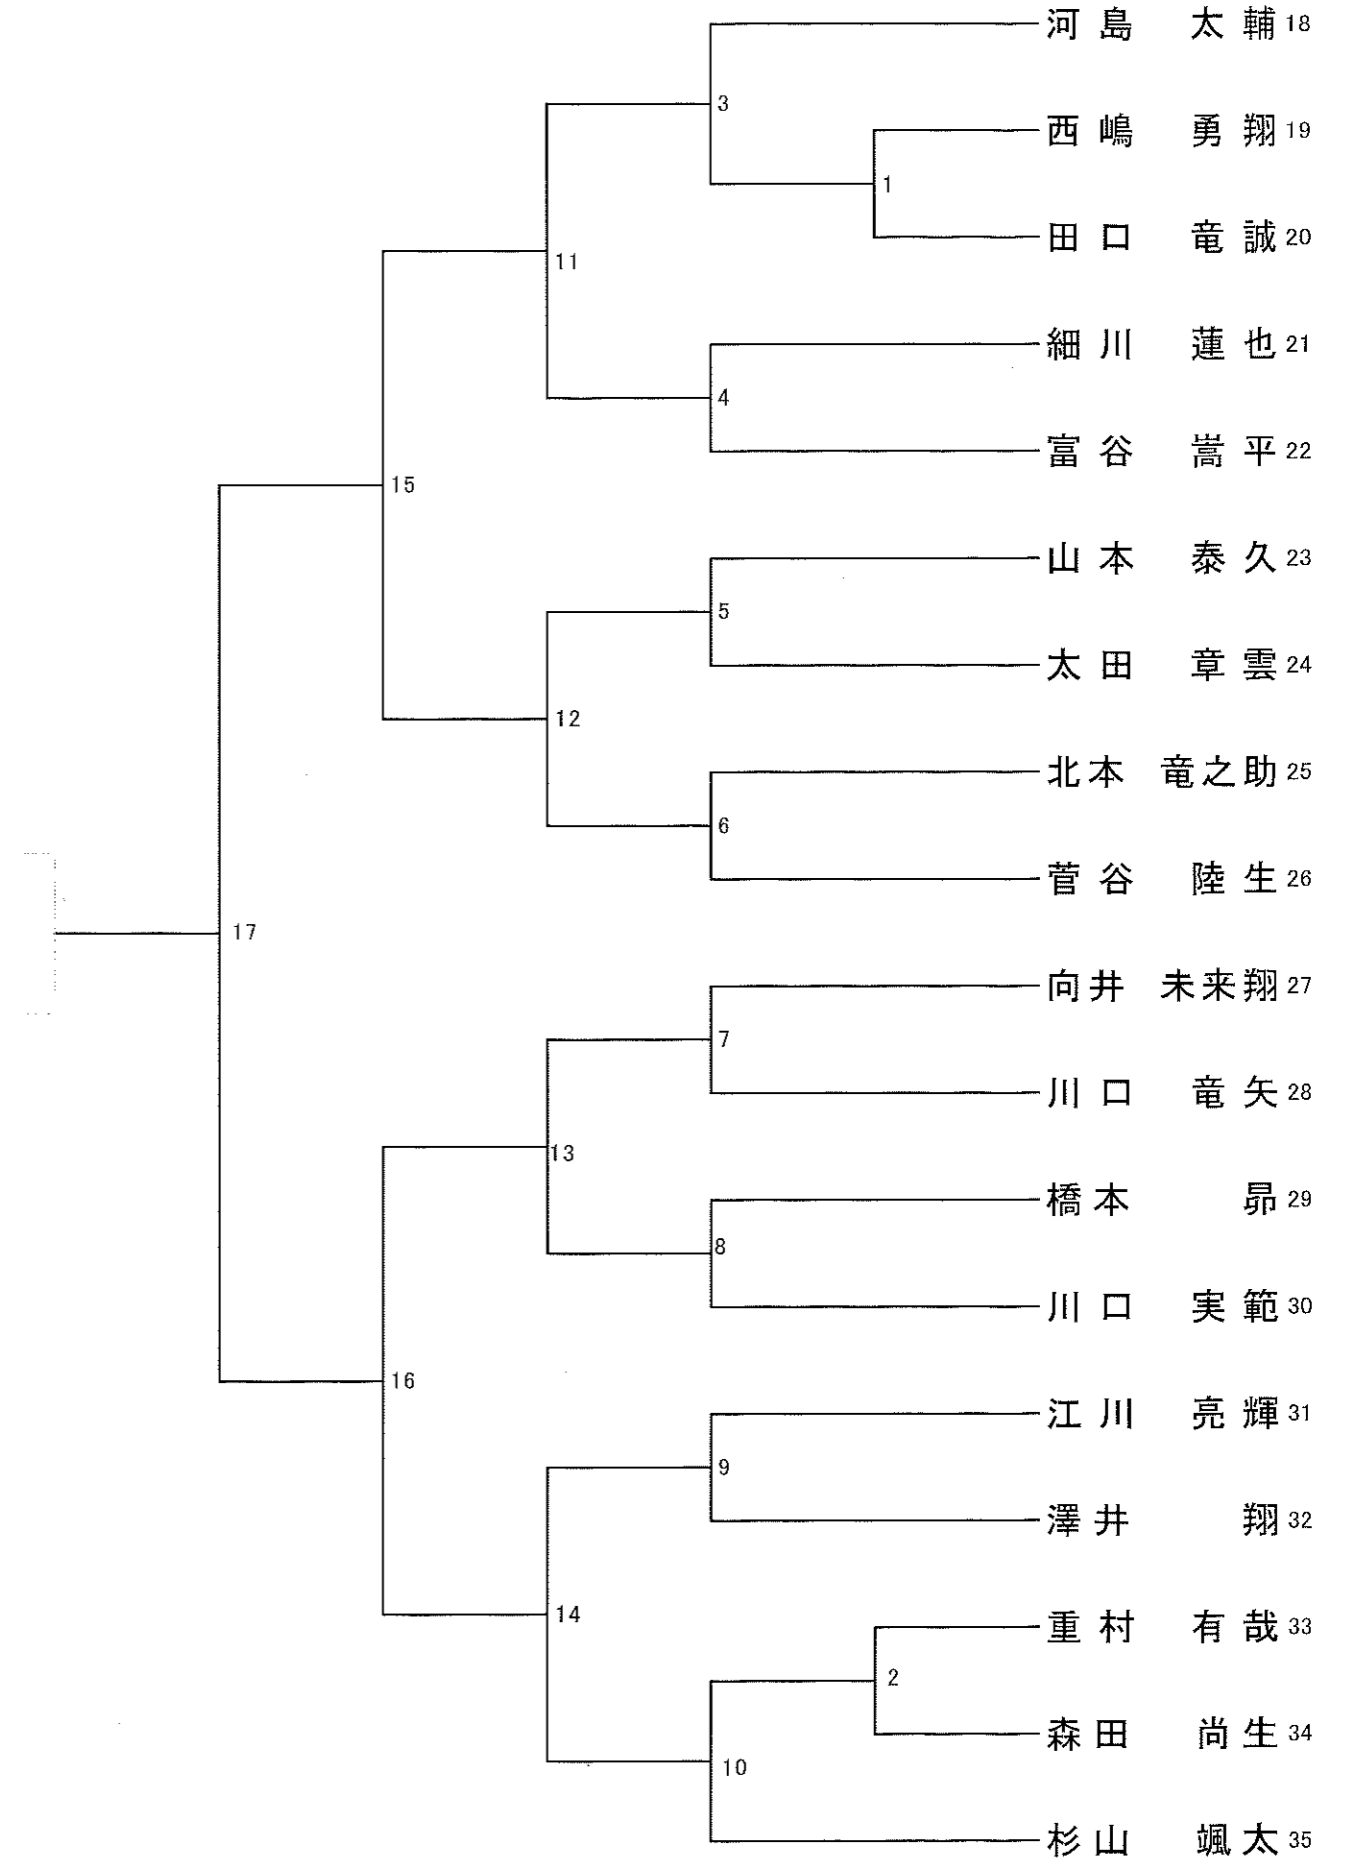 河島 太輔 18
3
西嶋 勇翔 19
1
田口 竜誠 20
11
細川 蓮也 21
4
富谷 嵩平 22
15
山本 泰久 23
5
太田 章雲 24
12
北本 竜之助 25
6
菅谷 陸生 26
17
向井 未来翔 27
7
川口 竜矢 28
13
橋本 昴 29
8
川口 実範 30
16
江川 亮輝 31
9
澤井 翔 32
14
重村 有哉 33
2
森田 尚生 34
10
杉山 颯太 35